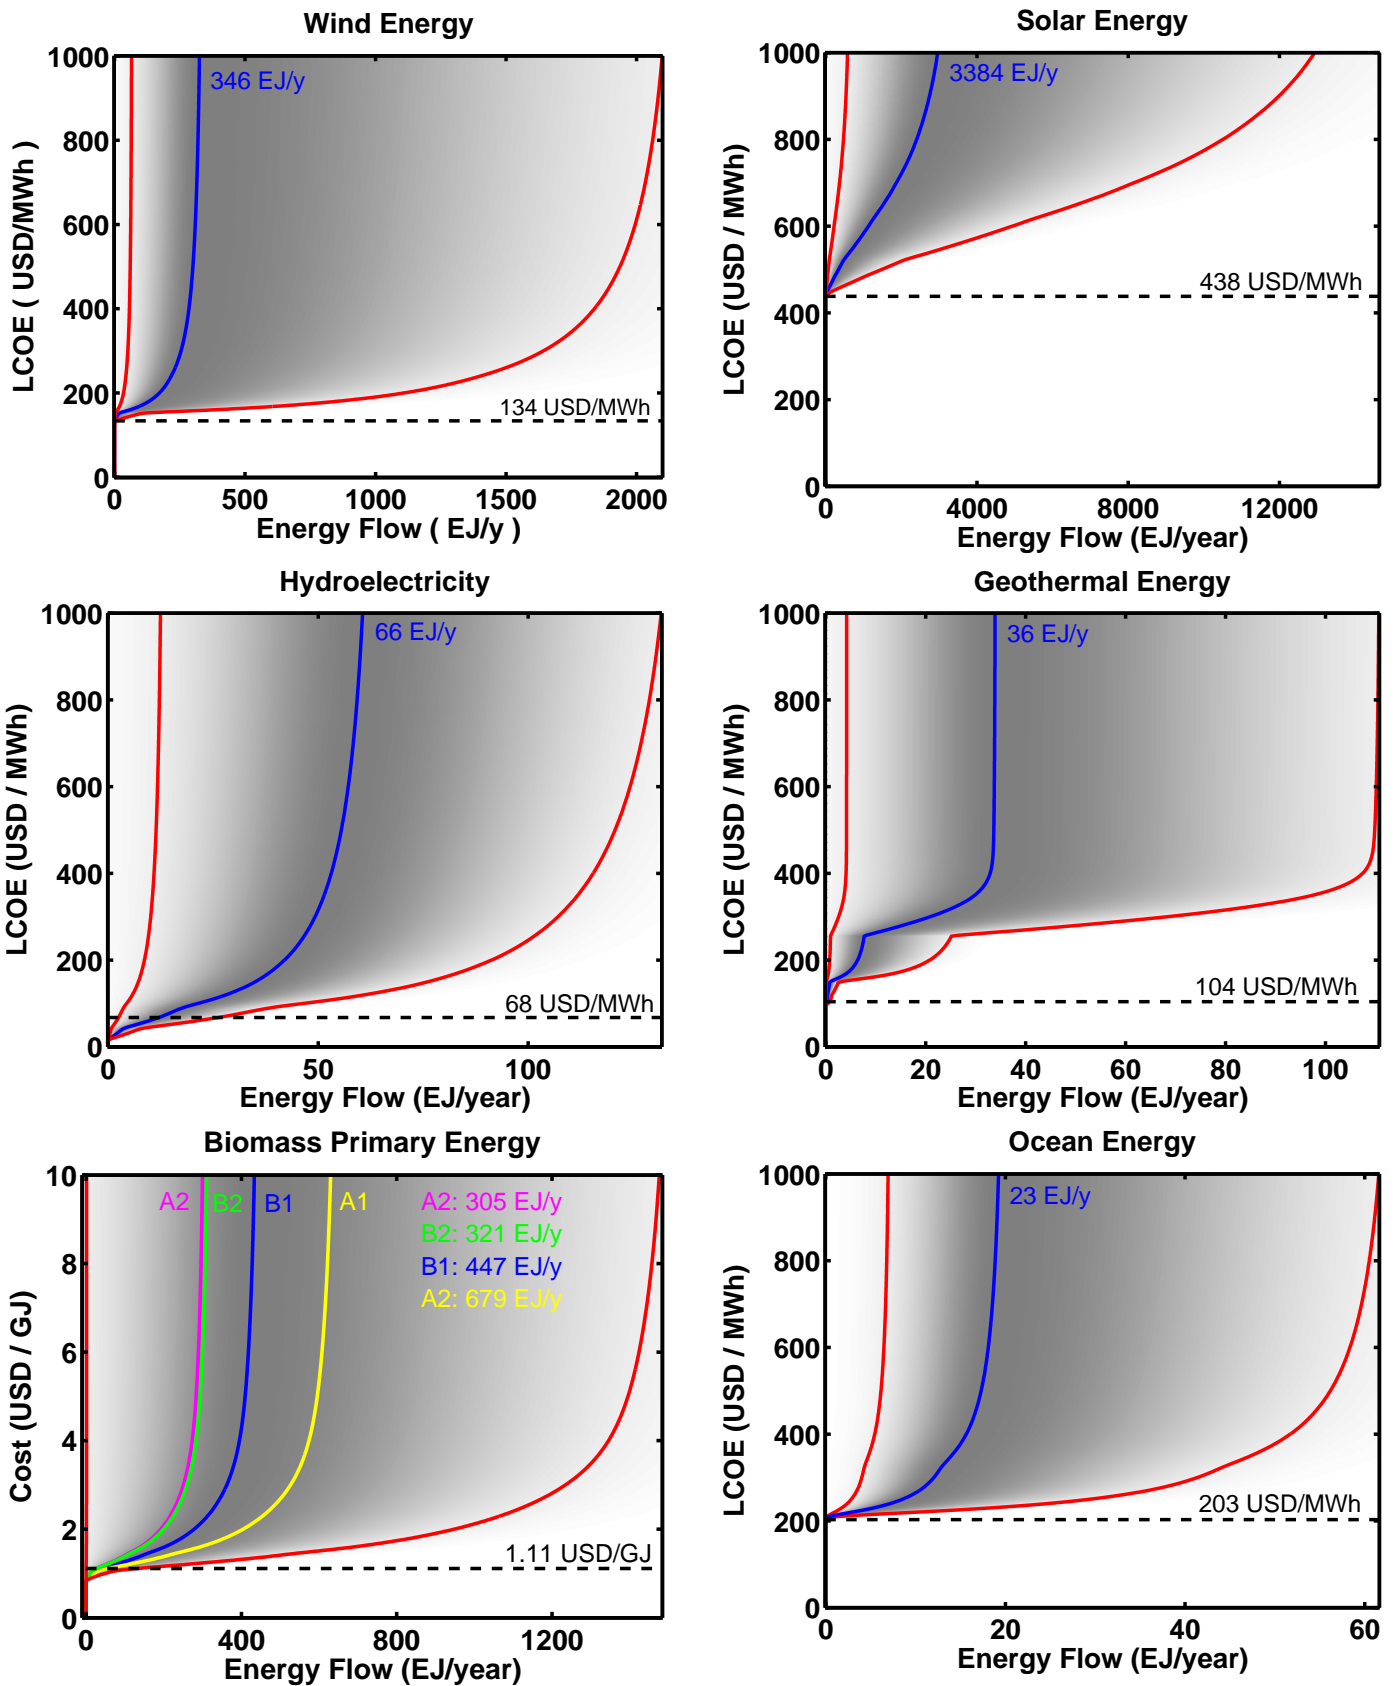 Wind Energy
1000
800
600
400
200
0
LCOE ( USD/MWh)
346 EJ/y
134 USD/MWh
0 500 1000 1500 2000
Energy Flow ( EJ/y )
Solar Energy
1000
800
600
400
200
0
LCOE (USD / MWh)
3384 EJ/y
438 USD/MWh
0 4000 8000 12000
Energy Flow (EJ/year)
Hydroelectricity
1000
800
600
400
200
0
LCOE (USD / MWh)
66 EJ/y
68 USD/MWh
0 50 100
Energy Flow (EJ/year)
Geothermal Energy
1000
800
600
400
200
0
LCOE (USD / MWh)
36 EJ/y
104 USD/MWh
0 20 40 60 80 100
Energy Flow (EJ/year)
Biomass Primary Energy
10
8
6
4
2
0
Cost (USD / GJ)
A2 B2 B1 A1
A2: 305 EJ/y
B2: 321 EJ/y
B1: 447 EJ/y
A2: 679 EJ/y
1.11 USD/GJ
0 400 800 1200
Energy Flow (EJ/year)
Ocean Energy
1000
800
600
400
200
0
LCOE (USD / MWh)
23 EJ/y
203 USD/MWh
0 20 40 60
Energy Flow (EJ/year)